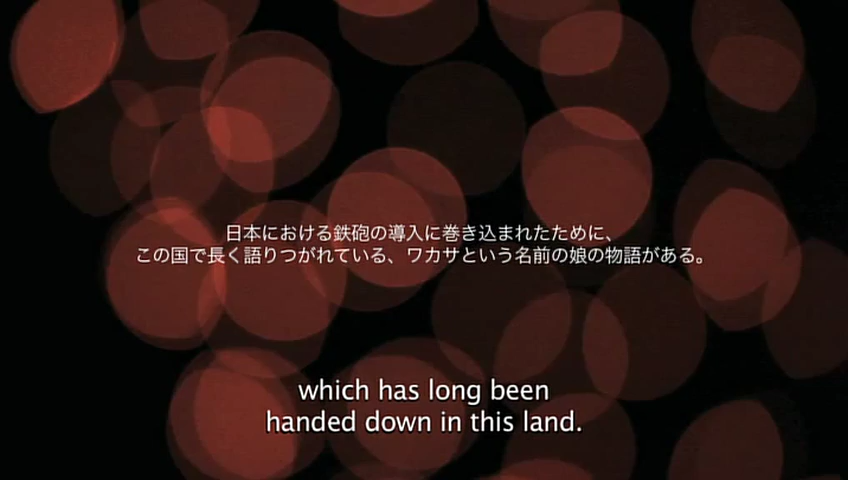 日本における鉄砲の導入に巻き込まれたために、
この国で長く語りつがれている、ワカサという名前の娘の物語がある。
which has long been
handed down in this land.